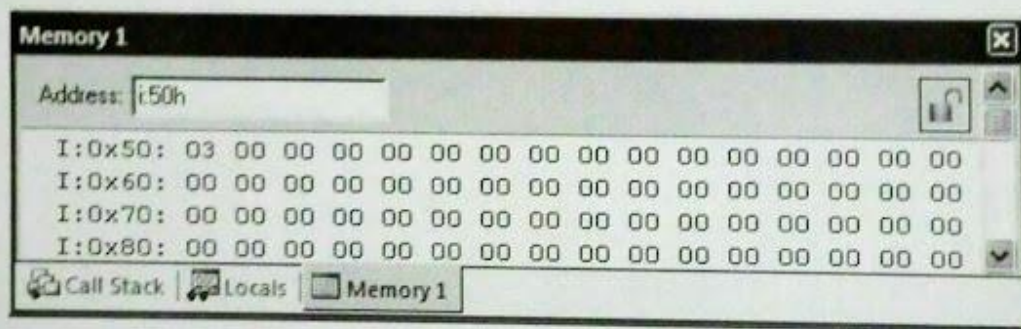 Memory 1
Address: i:50h
I:0x50: 03 00 00 00 00 00 00 00 00 00 00 00 00 00 00 00
I:0x60: 00 00 00 00 00 00 00 00 00 00 00 00 00 00 00 00
I:0x70: 00 00 00 00 00 00 00 00 00 00 00 00 00 00 00 00
I:0x80: 00 00 00 00 00 00 00 00 00 00 00 00 00 00 00 00
Call Stack Locals Memory 1